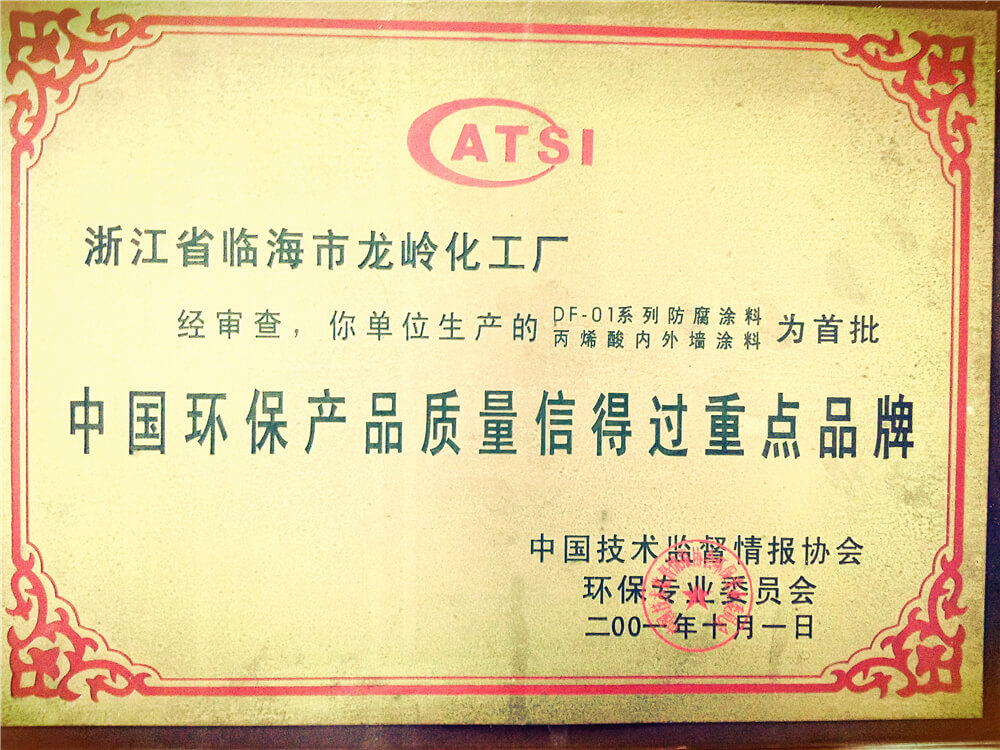 CATSI
浙江省临海市龙岭化工厂
经审查，你单位生产的 DF-01系列防腐涂料 为首批
丙烯酸内外墙涂料
中国环保产品质量信得过重点品牌
中国技术监督情报协会
环保专业委员会
二00一年十月一日